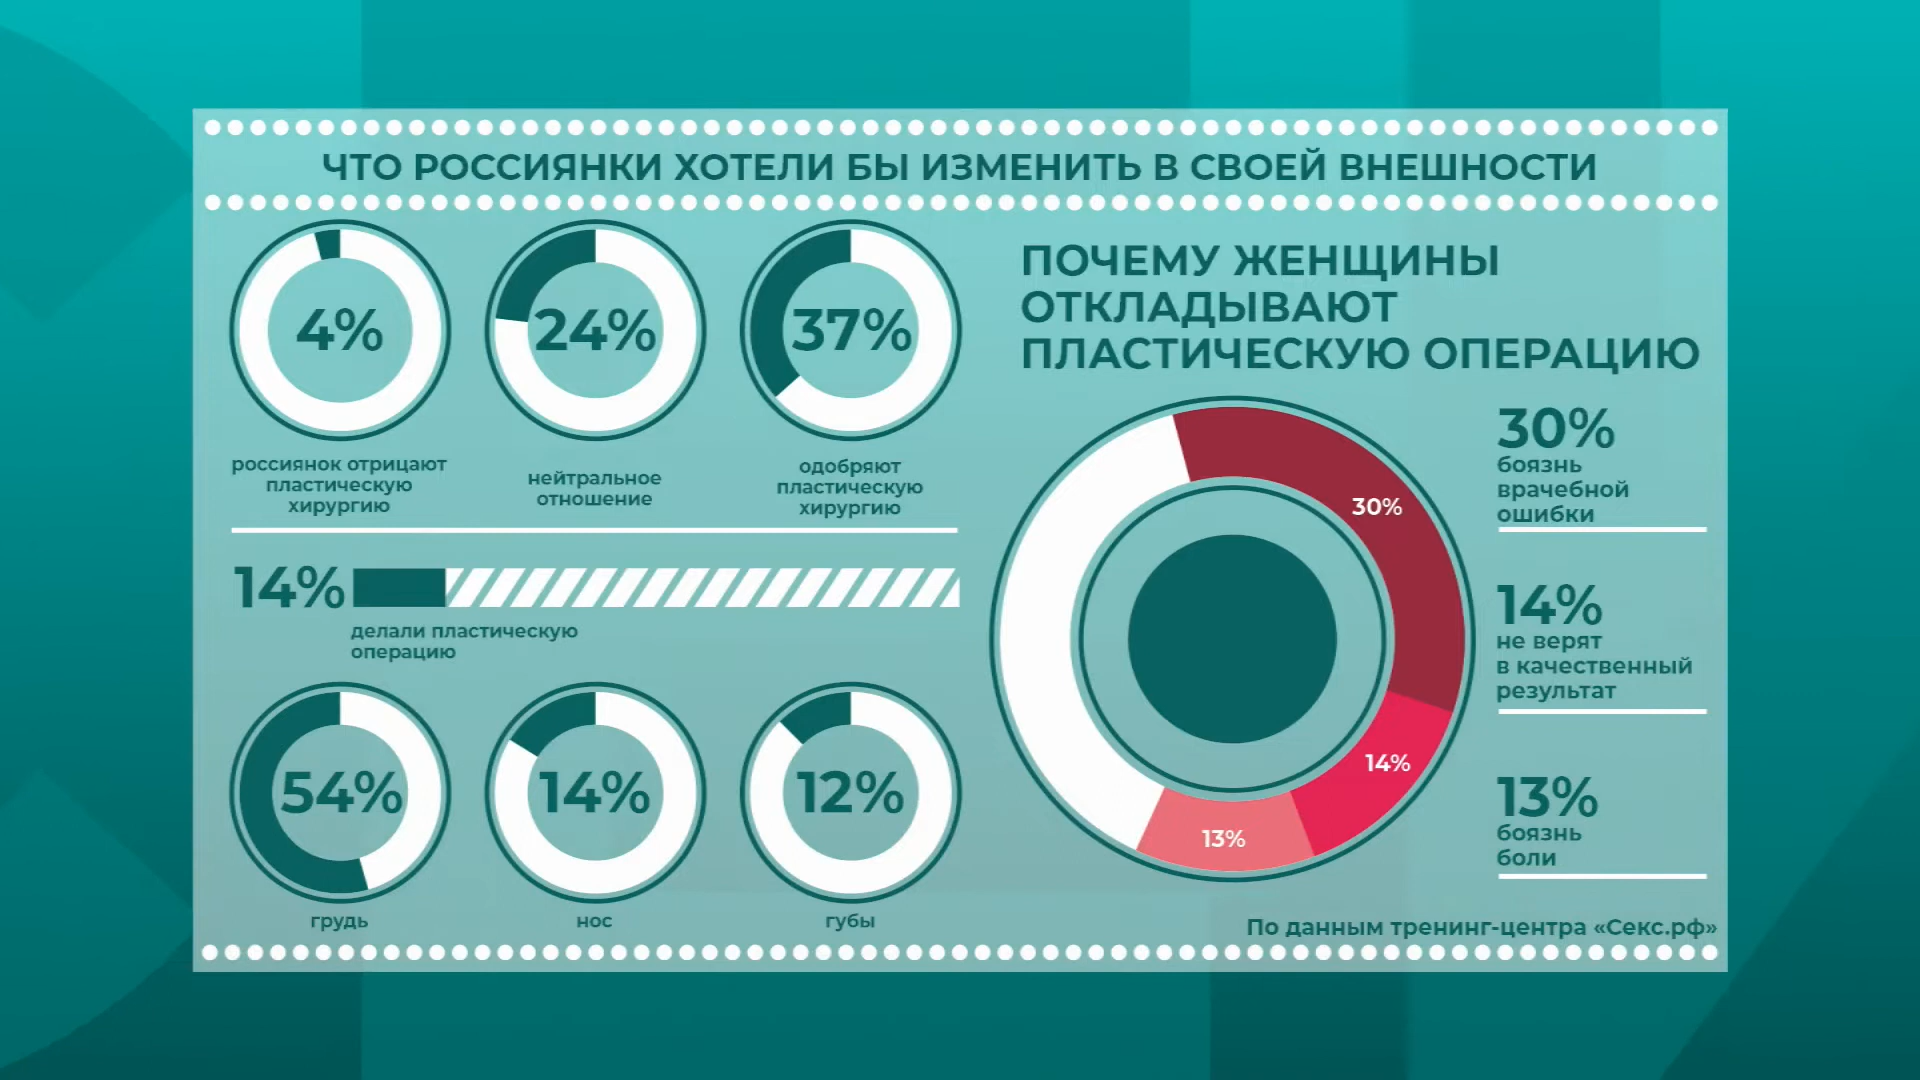 ЧТО РОССИЯНКИ ХОТЕЛИ БЫ ИЗМЕНИТЬ В СВОЕЙ ВНЕШНОСТИ
4%
россиянок отрицают
пластическую
хирургию
24%
нейтральное
отношение
37%
одобряют
пластическую
хирургию
14%
делали пластическую
операцию
54%
грудь
14%
нос
12%
губы
ПОЧЕМУ ЖЕНЩИНЫ
ОТКЛАДЫВАЮТ
ПЛАСТИЧЕСКУЮ ОПЕРАЦИЮ
30%
14%
13%
30%
боязнь
врачебной
ошибки
14%
не верят
в качественный
результат
13%
боязнь
боли
По данным тренинг-центра «Секс.рф»